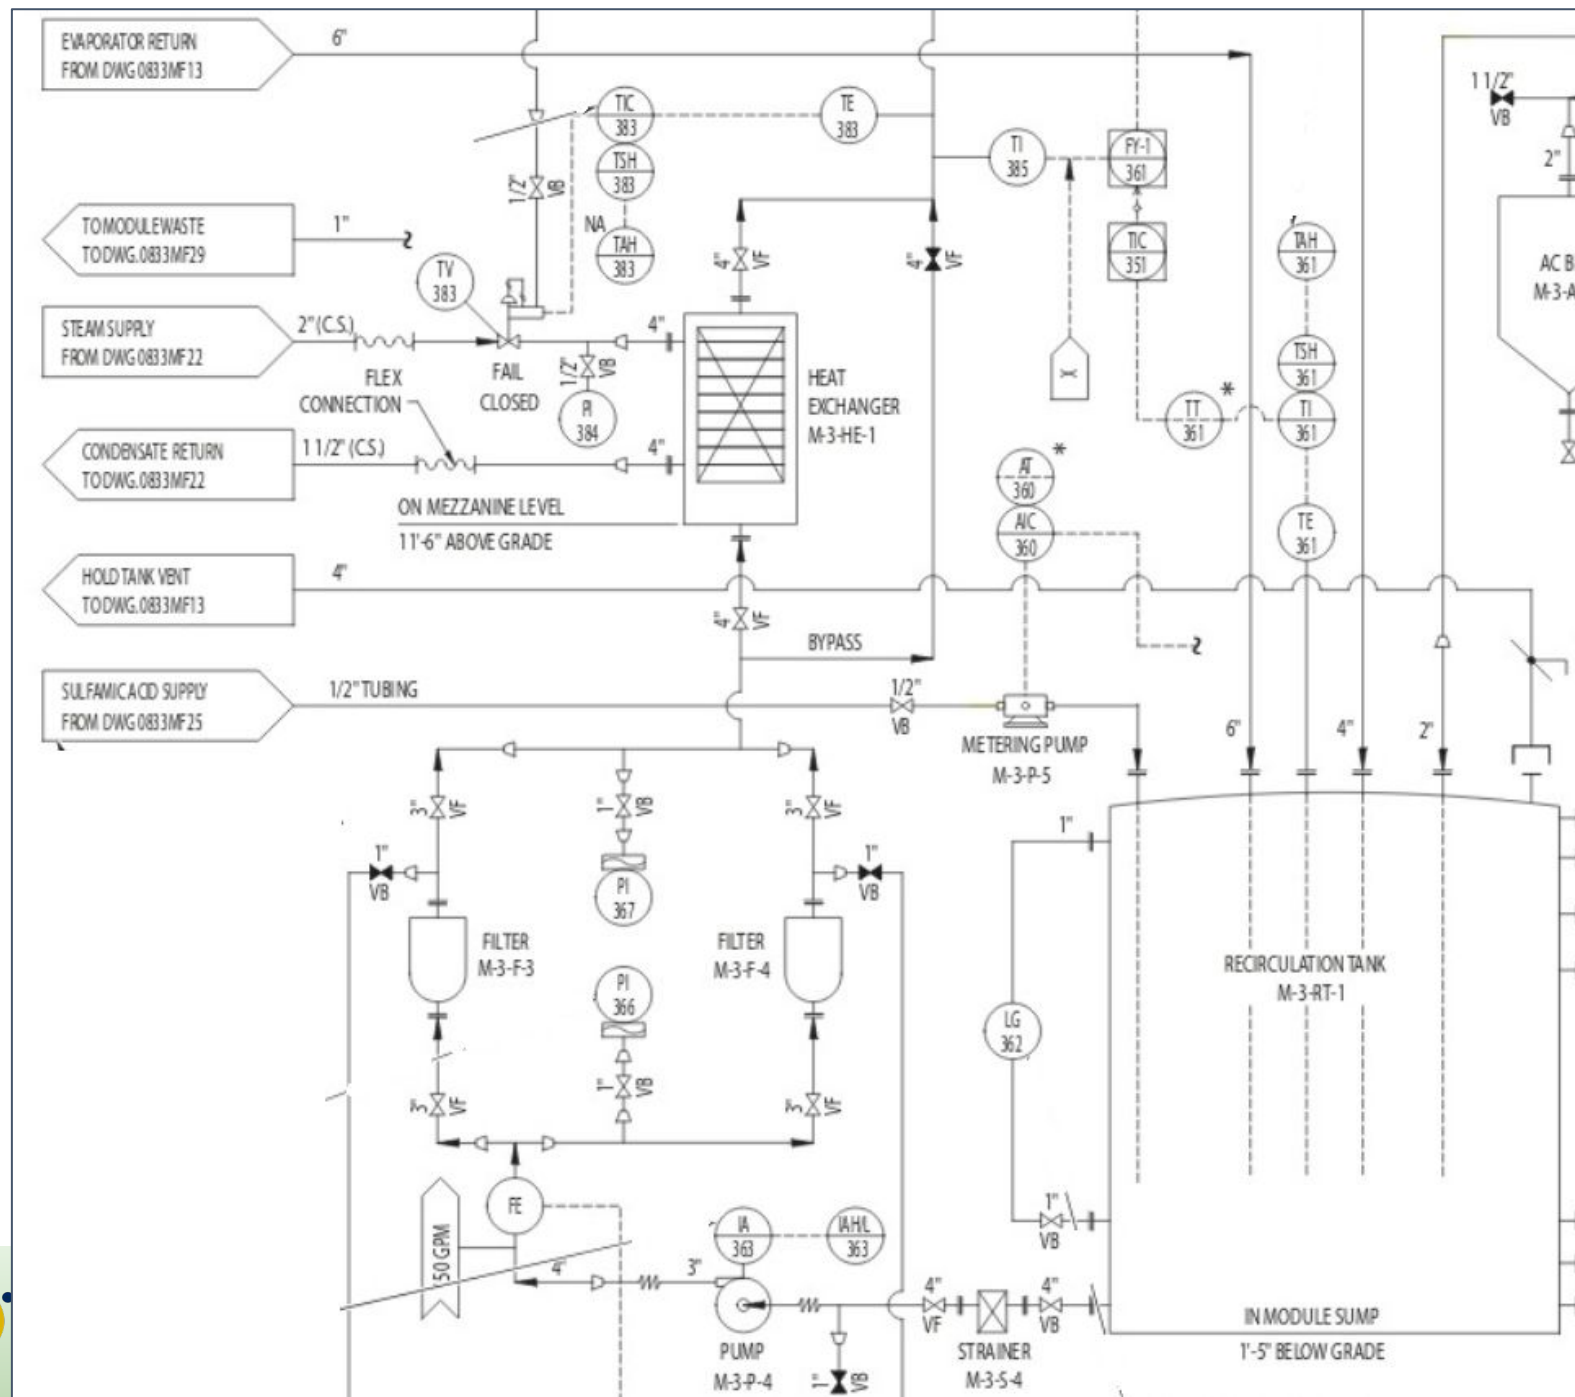 EVAPORATOR RETURN
FROM DWG 0833MF13
6"
TIC
383
TE
383
TSH
383
NA
TAH
383
1/2"
VB
TI
385
FY-1
361
TIC
351
TAH
361
TSH
361
TI
361
TT
361
*
TE
361
1 1/2"
VB
2"
AC B
M-3-A
TO MODULE WASTE
TO DWG. 0833MF29
1"
TV
383
STEAM SUPPLY
FROM DWG 0833MF22
2" (C.S.)
FLEX
CONNECTION
FAIL
CLOSED
1/2"
VB
PI
384
4"
4"
VF
4"
VF
HEAT
EXCHANGER
M-3-HE-1
X
CONDENSATE RETURN
TO DWG. 0833MF22
1 1/2" (C.S.)
4"
ON MEZZANINE LEVEL
11'-6" ABOVE GRADE
AT
360
*
AIC
360
HOLD TANK VENT
TO DWG. 0833MF13
4"
4"
VF
BYPASS
SULFAMIC ACID SUPPLY
FROM DWG 0833MF25
1/2" TUBING
1/2"
VB
METERING PUMP
M-3-P-5
6"
4"
2"
3"
VF
1"
VB
3"
VF
1"
VB
1"
VB
PI
367
FILTER
M-3-F-3
FILTER
M-3-F-4
PI
366
1"
VB
3"
VF
3"
VF
1"
LG
362
1"
VB
RECIRCULATION TANK
M-3-RT-1
FE
50 GPM
4"
3"
IA
363
IAH/L
363
PUMP
M-3-P-4
1"
VB
4"
VF
STRAINER
M-3-S-4
4"
VB
IN MODULE SUMP
1'-5" BELOW GRADE